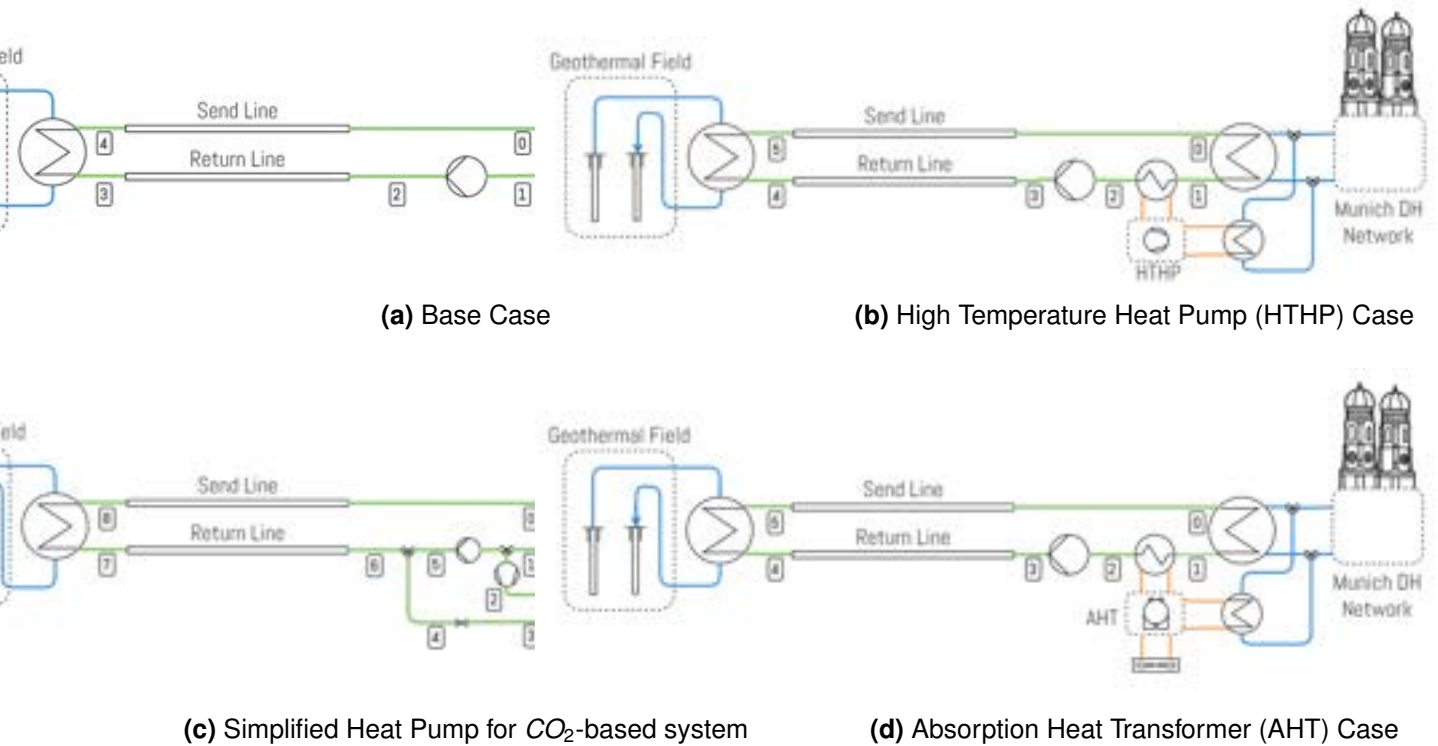 eld
Send Line
4
0
Return Line
3
2
1
(a) Base Case
Geothermal Field
Send Line
5
0
Return Line
4
3
2
1
HTHP
Munich DH
Network
(b) High Temperature Heat Pump (HTHP) Case
eld
Send Line
8
Return Line
7
6
5
2
4
(c) Simplified Heat Pump for CO₂-based system
Geothermal Field
Send Line
5
0
Return Line
4
3
2
1
AHT
Munich DH
Network
(d) Absorption Heat Transformer (AHT) Case